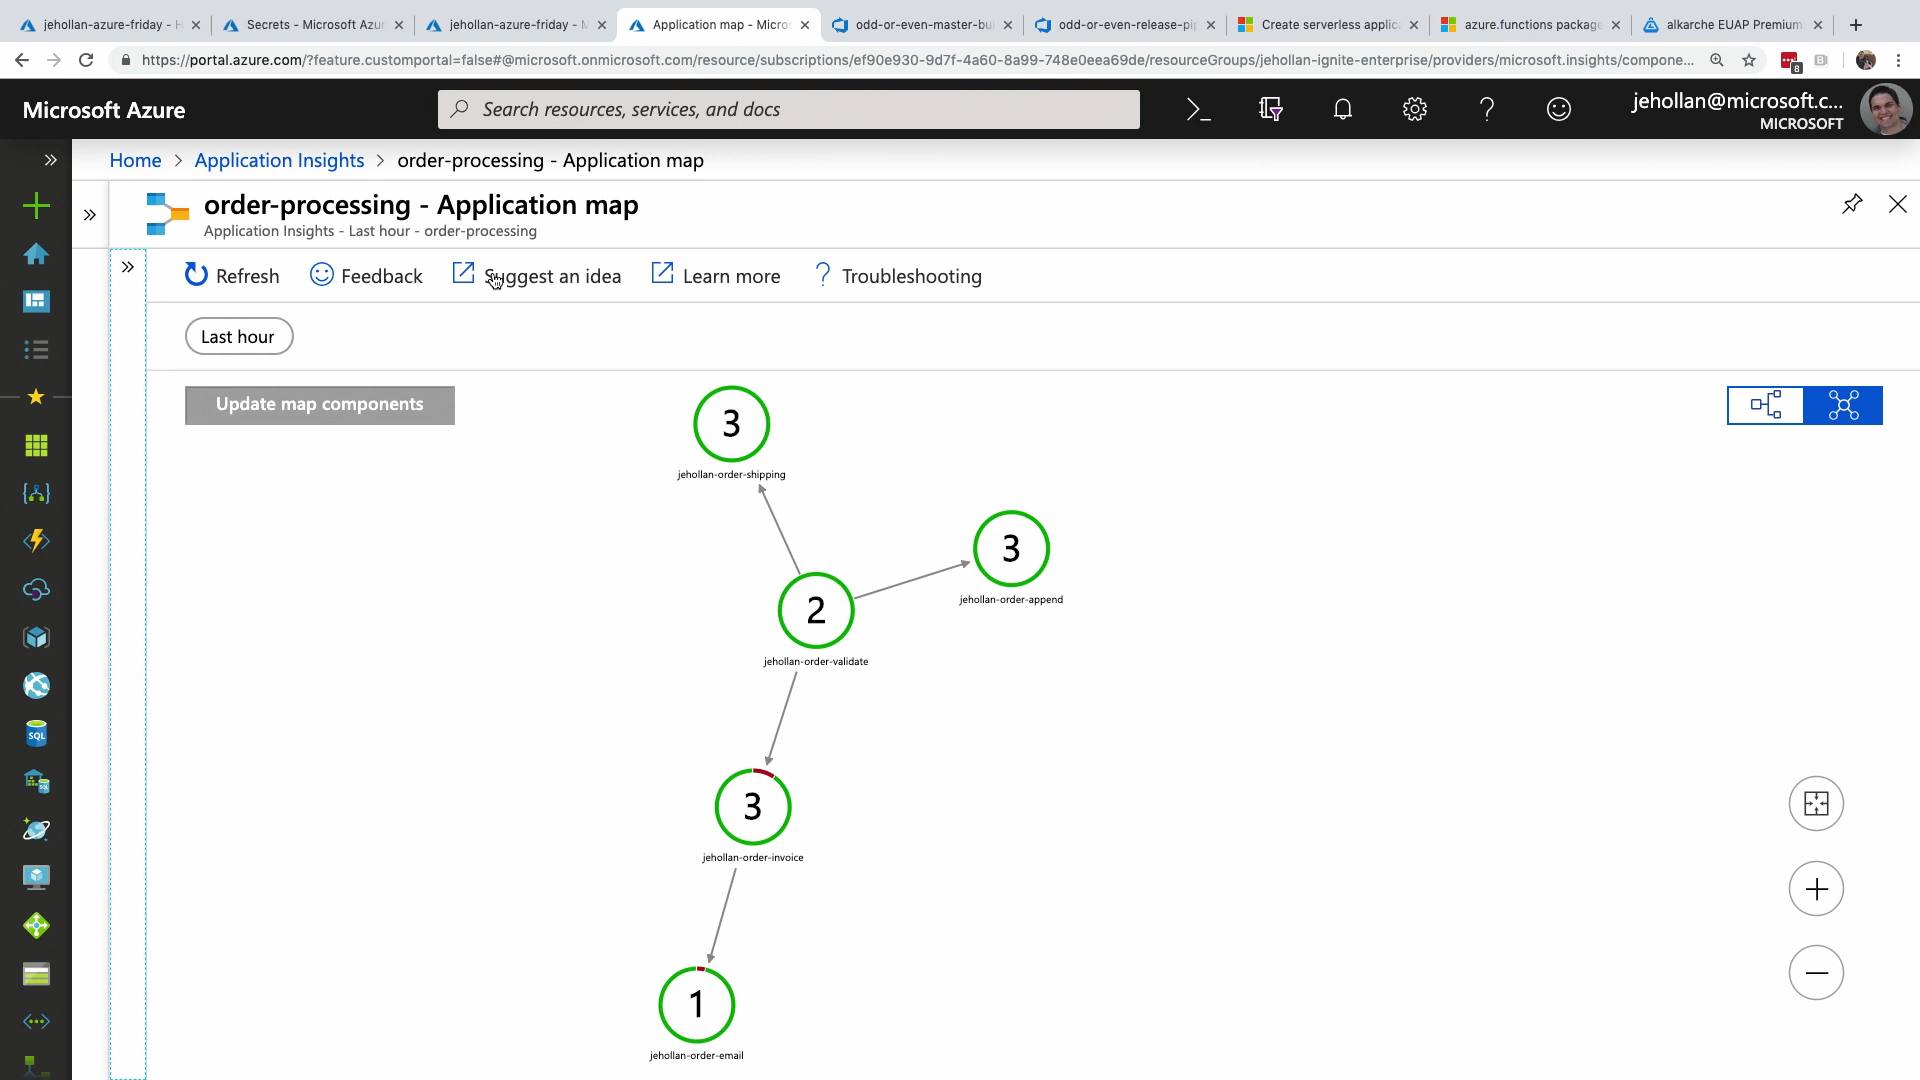 jehollan-azure-friday - H
Secrets - Microsoft Azur
jehollan-azure-friday - M
Application map - Micros
odd-or-even-master-bu
odd-or-even-release-pip
Create serverless applic
azure.functions package
alkarche EUAP Premium
https://portal.azure.com/?feature.customportal=false#@microsoft.onmicrosoft.com/resource/subscriptions/ef90e930-9d7f-4a60-8a99-748e0eea69de/resourceGroups/jehollan-ignite-enterprise/providers/microsoft.insights/compone...
8
Microsoft Azure
Search resources, services, and docs
jehollan@microsoft.c...
MICROSOFT
Home > Application Insights > order-processing - Application map
order-processing - Application map
Application Insights - Last hour - order-processing
Refresh
Feedback
Suggest an idea
Learn more
Troubleshooting
Last hour
Update map components
3
jehollan-order-shipping
3
jehollan-order-append
2
jehollan-order-validate
3
jehollan-order-invoice
1
jehollan-order-email
SQL